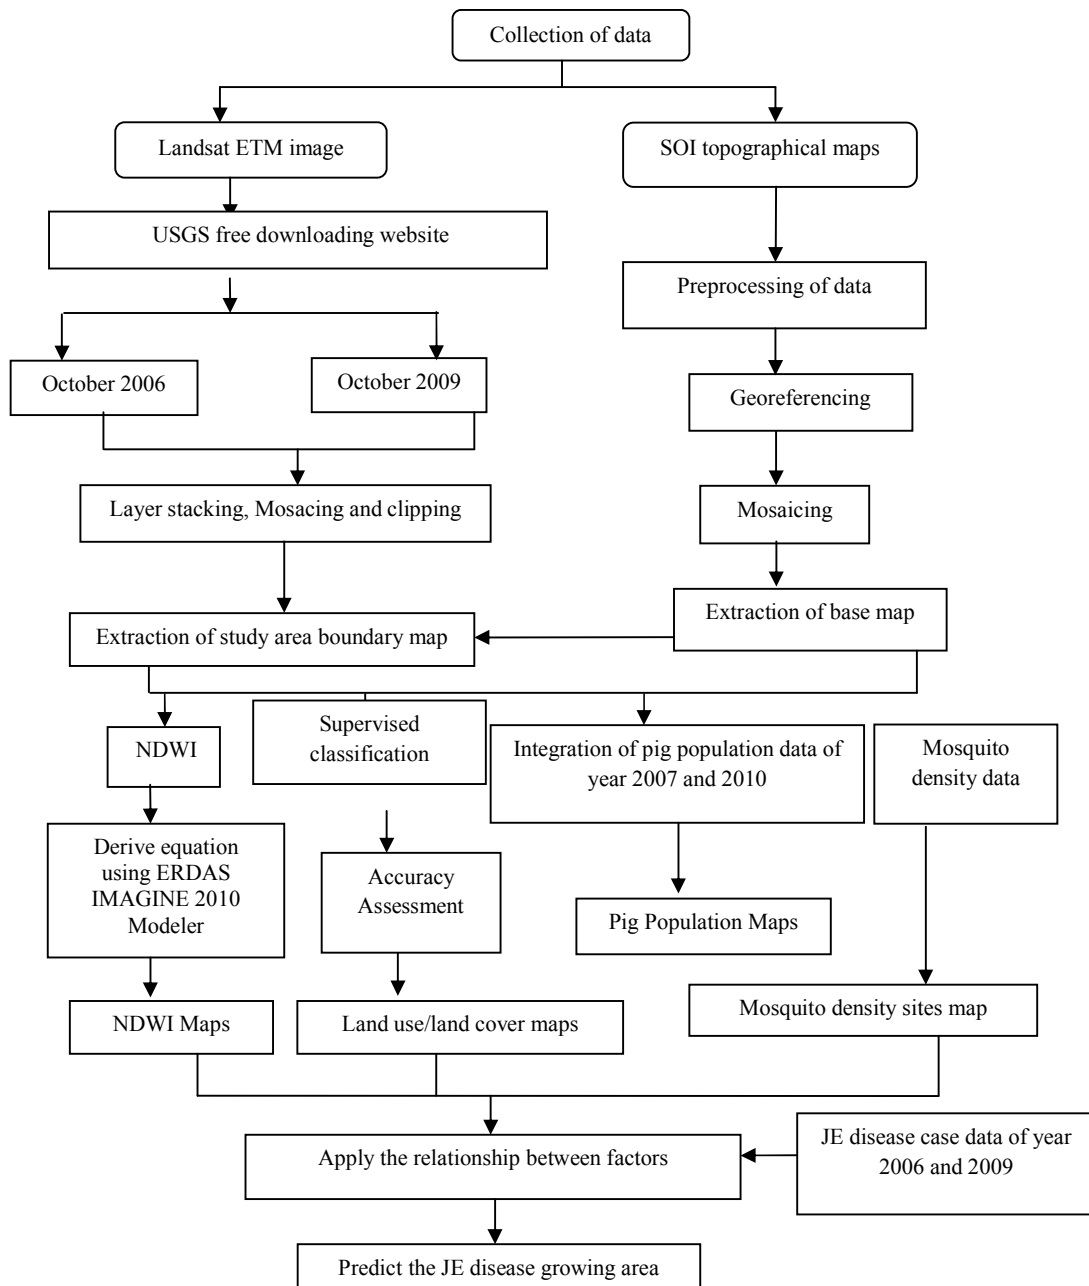 Collection of data
Landsat ETM image
SOI topographical maps
USGS free downloading website
Preprocessing of data
October 2006
October 2009
Georeferencing
Layer stacking, Mosacing and clipping
Mosaicing
Extraction of study area boundary map
Extraction of base map
NDWI
Supervised
classification
Integration of pig population data of
year 2007 and 2010
Mosquito
density data
Derive equation
using ERDAS
IMAGINE 2010
Modeler
Accuracy
Assessment
Pig Population Maps
NDWI Maps
Land use/land cover maps
Mosquito density sites map
Apply the relationship between factors
JE disease case data of year
2006 and 2009
Predict the JE disease growing area